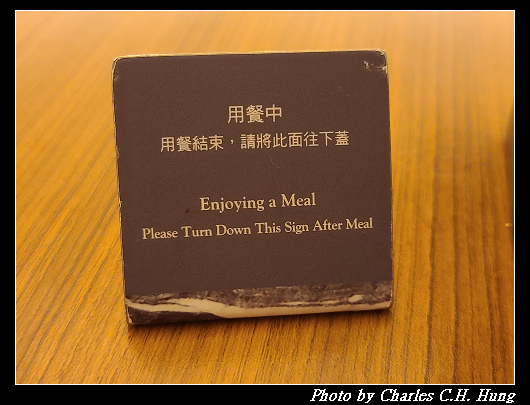 用餐中
用餐結束，請將此面往下蓋
Enjoying a Meal
Please Turn Down This Sign After Meal
Photo by Charles C.H. Hung